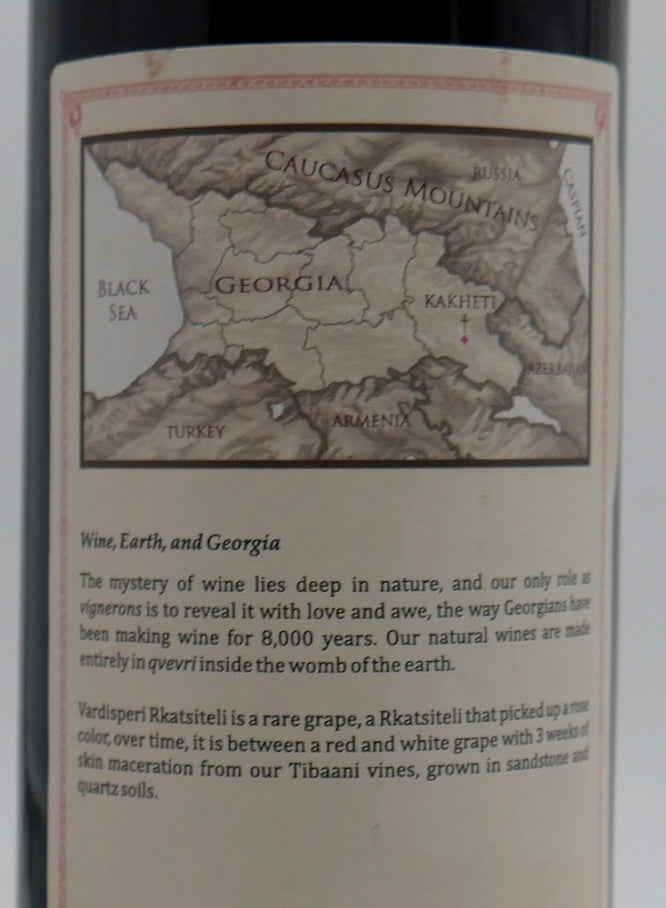 CAUCASUS MOUNTAINS
RUSSIA
CASPIAN
BLACK
SEA
GEORGIA
KAKHETI
AZERBAIJAN
TURKEY
ARMENIA
Wine, Earth, and Georgia
The mystery of wine lies deep in nature, and our only role as
vignerons is to reveal it with love and awe, the way Georgians have
been making wine for 8,000 years. Our natural wines are made
entirely in qvevri inside the womb of the earth.
Vardisperi Rkatsiteli is a rare grape, a Rkatsiteli that picked up a rose
color, over time, it is between a red and white grape with 3 weeks of
skin maceration from our Tibaani vines, grown in sandstone and
quartz soils.